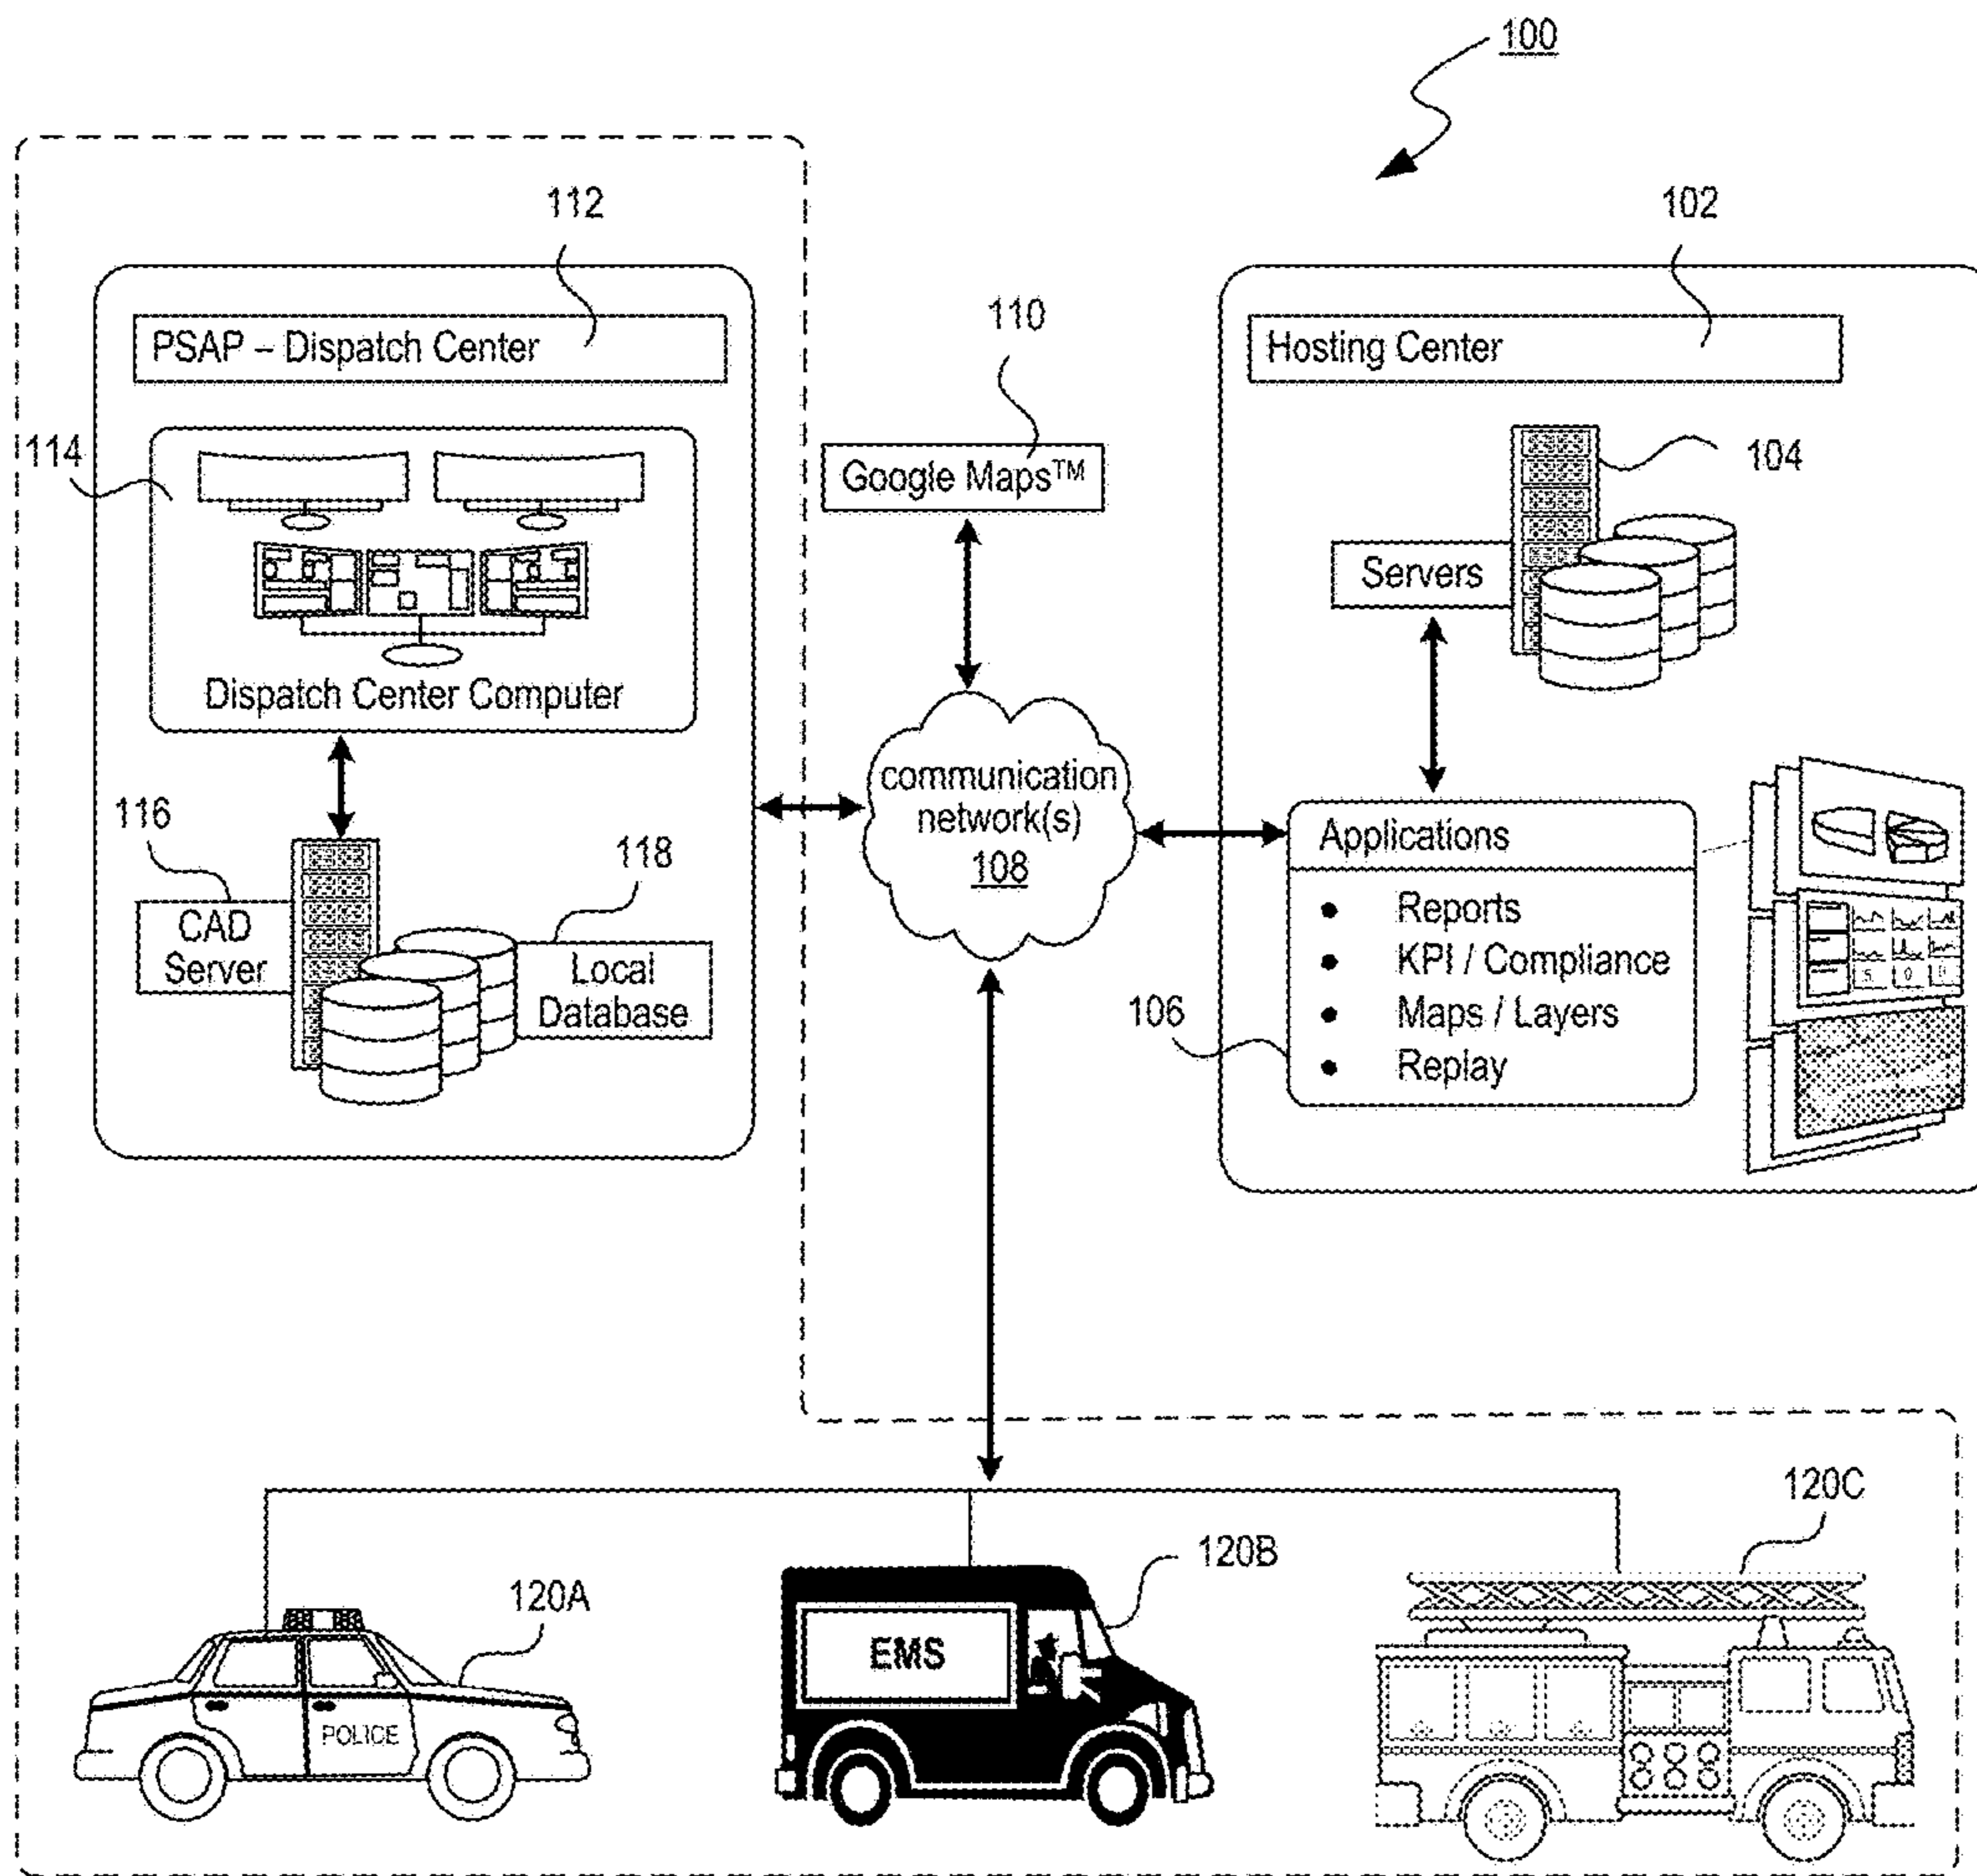 100
112
102
PSAP – Dispatch Center
110
Hosting Center
114
Google Maps™
104
Servers
Dispatch Center Computer
communication
network(s)
108
116
118
CAD
Server
Local
Database
Applications
• Reports
• KPI / Compliance
• Maps / Layers
• Replay
106
120C
120B
120A
EMS
POLICE